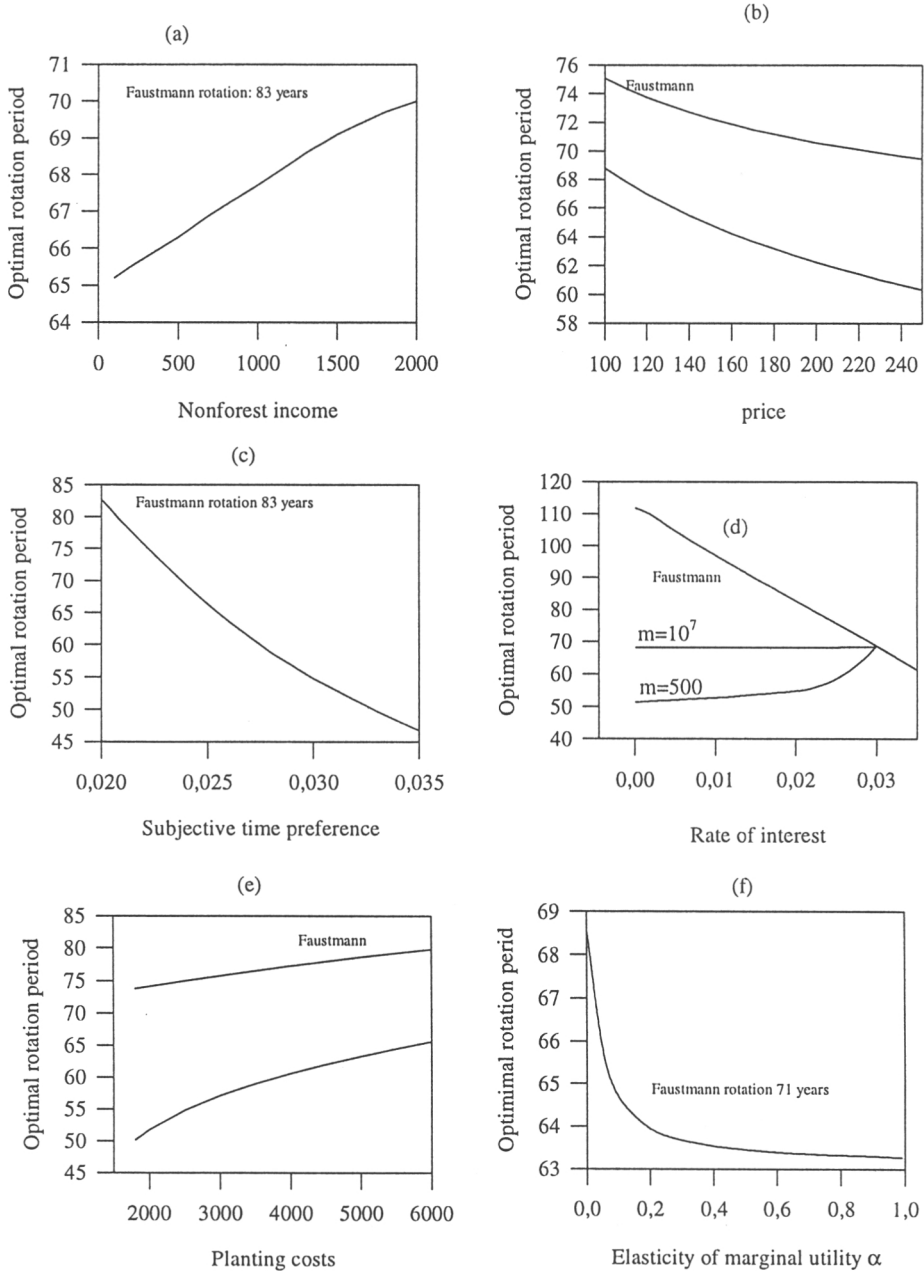 (a)
Optimal rotation period
71
70
69
68
67
66
65
64
Faustmann rotation: 83 years
0 500 1000 1500 2000
Nonforest income
(b)
Optimal rotation period
76
74
72
70
68
66
64
62
60
58
Faustmann
100 120 140 160 180 200 220 240
price
(c)
Optimal rotation period
85
80
75
70
65
60
55
50
45
Faustmann rotation 83 years
0,020 0,025 0,030 0,035
Subjective time preference
(d)
Optimal rotation period
120
110
100
90
80
70
60
50
40
Faustmann
m=10⁷
m=500
0,00 0,01 0,02 0,03
Rate of interest
(e)
Optimal rotation period
85
80
75
70
65
60
55
50
45
Faustmann
2000 3000 4000 5000 6000
Planting costs
(f)
Optimimal rotation perid
69
68
67
66
65
64
63
Faustmann rotation 71 years
0,0 0,2 0,4 0,6 0,8 1,0
Elasticity of marginal utility α